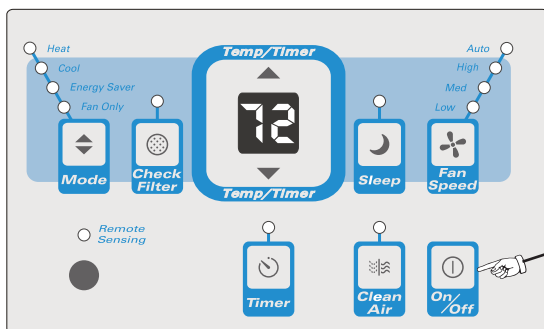 Temp/Timer
Heat
Cool
Energy Saver
Fan Only
Auto
High
Med
Low
72
Mode
Check
Filter
Temp/Timer
Sleep
Fan
Speed
Remote
Sensing
Timer
Clean
Air
On/Off